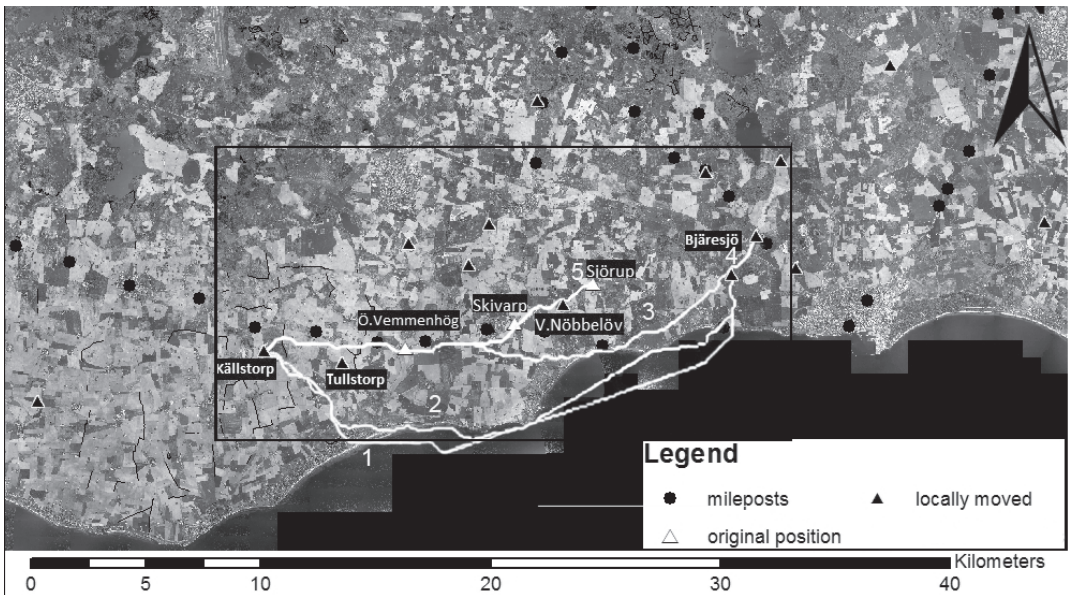 Bjäresjö
4
5 Sjörup
Skivarp
3
Ö.Vemmenhög
V.Nöbbelöv
Källstorp
Tullstorp
2
1
Legend
mileposts
locally moved
original position
Kilometers
0 5 10 20 30 40